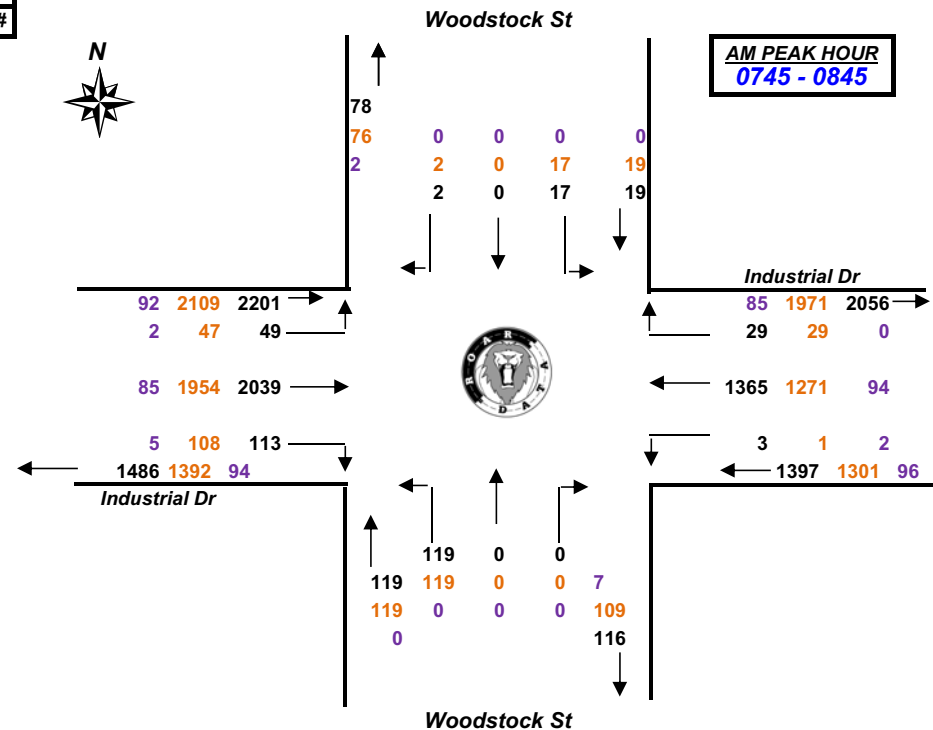 #
Woodstock St
N
AM PEAK HOUR
0745 - 0845
78
76 0 0 0 0
2 2 0 17 19
2 0 17 19
Industrial Dr
92 2109 2201 85 1971 2056
2 47 49 29 29 0
ROAR DATA
85 1954 2039 1365 1271 94
5 108 113 3 1 2
1486 1392 94 1397 1301 96
Industrial Dr
119 0 0
119 119 0 0 7
119 0 0 0 109
0 116
Woodstock St